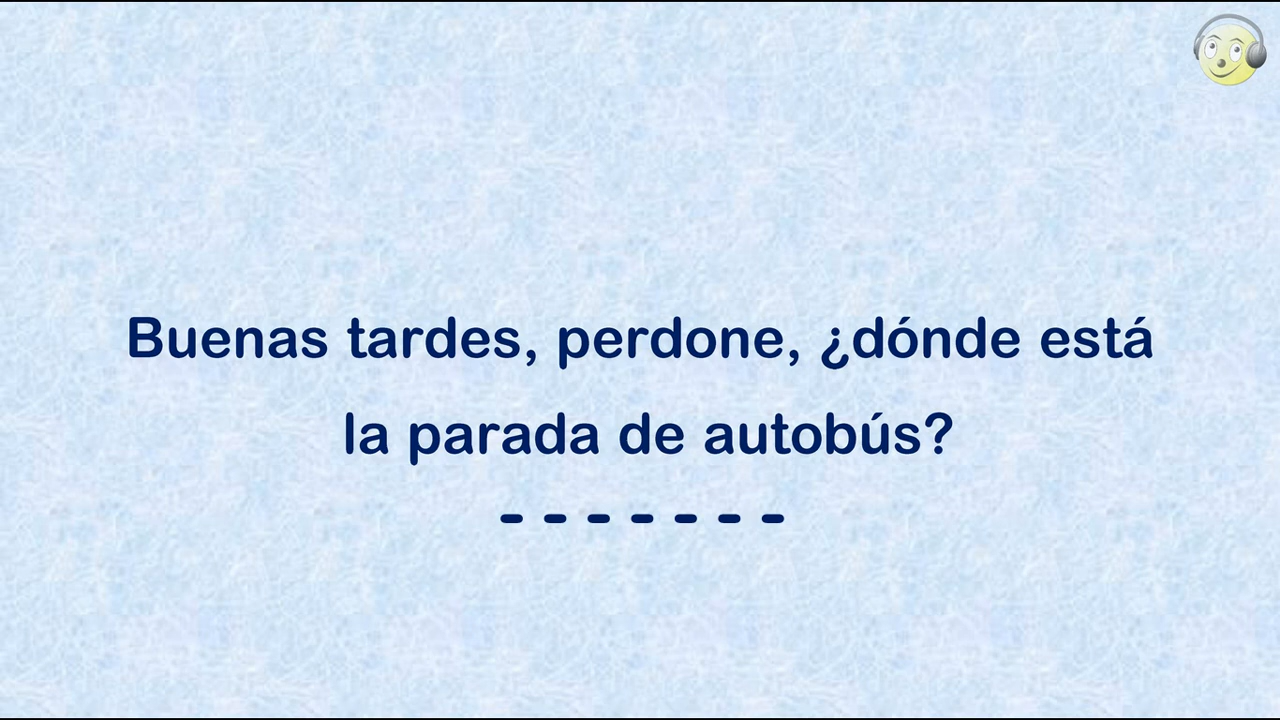 Buenas tardes, perdone, ¿dónde está
la parada de autobús?
- - - - - - -